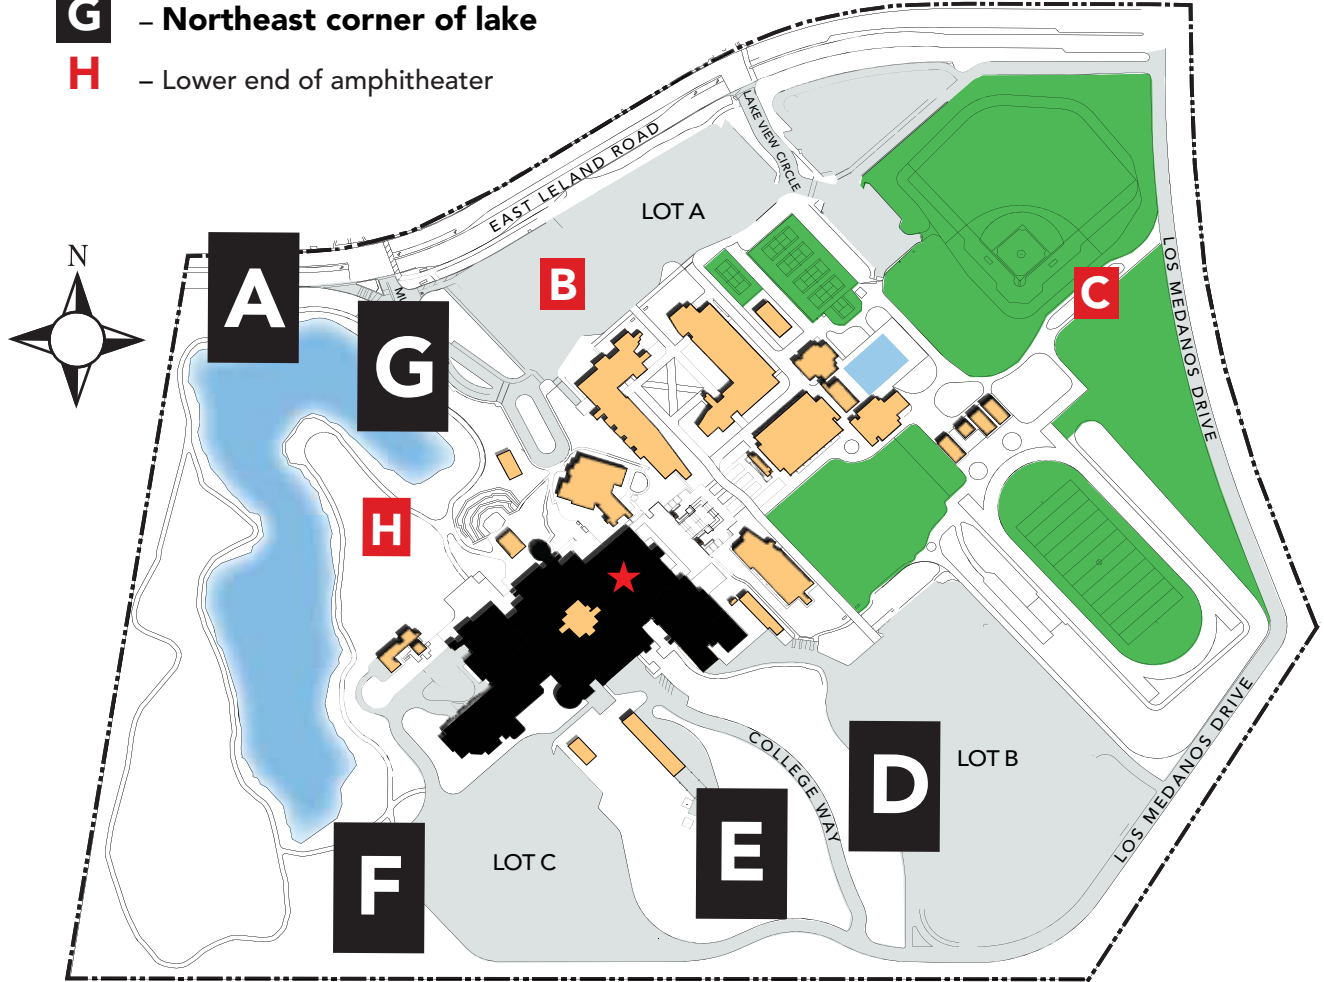 G – Northeast corner of lake
H – Lower end of amphitheater
EAST LELAND ROAD
LAKE VIEW CIRCLE
LOT A
N
A
B
C
LOS MEDANOS DRIVE
G
H
COLLEGE WAY
D
LOT B
LOS MEDANOS DRIVE
E
LOT C
F